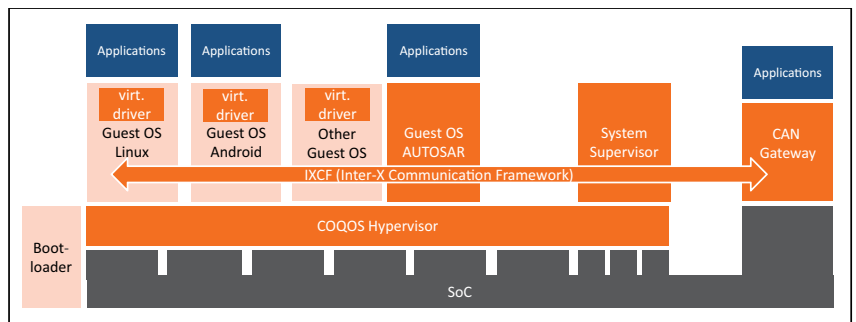 Applications
Applications
Applications
Applications
virt.
driver
Guest OS
Linux
virt.
driver
Guest OS
Android
virt.
driver
Other
Guest OS
Guest OS
AUTOSAR
System
Supervisor
CAN
Gateway
IXCF (Inter-X Communication Framework)
Boot-
loader
COQOS Hypervisor
SoC